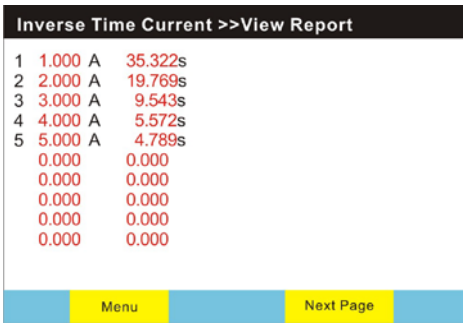 Inverse Time Current >>View Report
1 1.000 A 35.322s
2 2.000 A 19.769s
3 3.000 A 9.543s
4 4.000 A 5.572s
5 5.000 A 4.789s
0.000 0.000
0.000 0.000
0.000 0.000
0.000 0.000
0.000 0.000
Menu Next Page